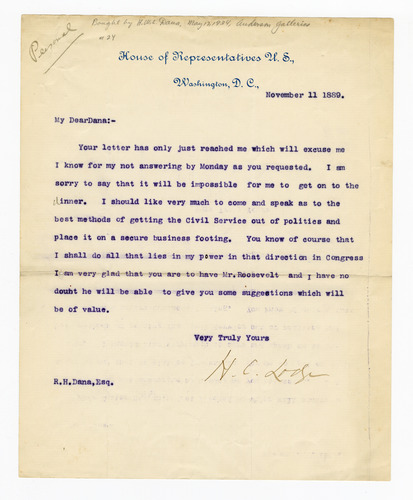 Bought by H.W.L. Dana, May 12, 1929, Anderson Galleries
# 24
Personal
House of Representatives U. S.,
Washington, D. C.,
November 11 1889.
My DearDana:-
Your letter has only just reached me which will excuse me
I know for my not answering by Monday as you requested. I am
sorry to say that it will be impossible for me to get on to the
dinner. I should like very much to come and speak as to the
best methods of getting the Civil Service out of politics and
place it on a secure business footing. You know of course that
I shall do all that lies in my power in that direction in Congress
I am very glad that you are to have Mr.Roosevelt and I have no
doubt he will be able to give you some suggestions which will
be of value.
Very Truly Yours
H. C. Lodge
R.H.Dana,Esq.